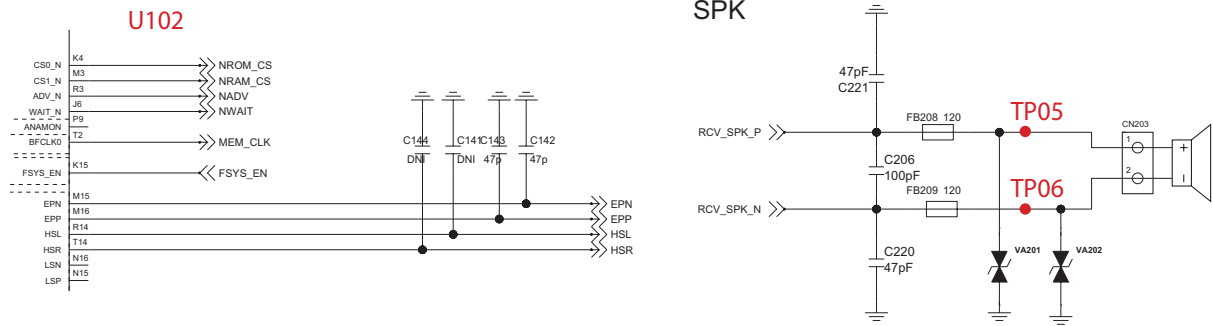 U102
CS0_N K4 NROM_CS
CS1_N M3 NRAM_CS
ADV_N R3 NADV
WAIT_N J6 NWAIT
ANAMON P9
BFCLK0 T2 MEM_CLK
FSYS_EN K15 FSYS_EN
C144 C141 C143 C142
DNI DNI 47p 47p
EPN M15 EPN
EPP M16 EPP
HSL R14 HSL
HSR T14 HSR
LSN N16
LSP N15
SPK
47pF
C221
RCV_SPK_P
FB208 120
TP05
CN203
1
C206
100pF
2
+
−
RCV_SPK_N
FB209 120
TP06
C220
47pF
VA201
VA202